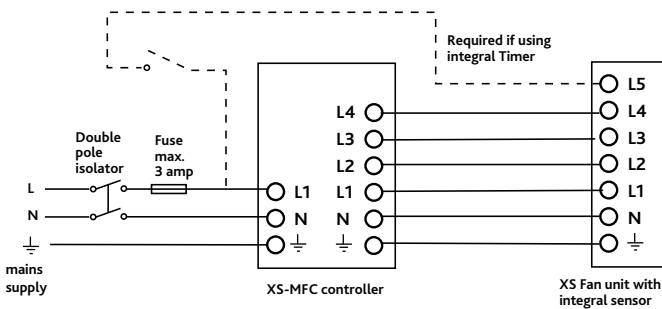 Required if using
integral Timer
L5
L4
L4
L3
L3
Double
pole
isolator
Fuse
max.
3 amp
L2
L2
L
L1
L1
L1
N
N
N
N
mains
supply
XS-MFC controller
XS Fan unit with
integral sensor